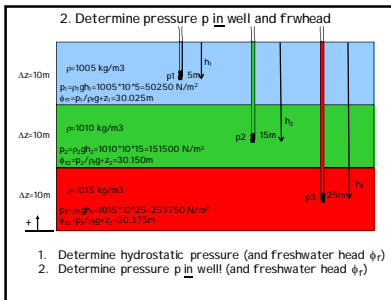 2. Determine pressure p in well and frwhead
Δz=10m
ρ=1005 kg/m3
p1 5m
h₁
p₁=ρ₁gh₁=1005*10*5=50250 N/m²
ϕf1=p₁/ρfg+z₁=30.025m
Δz=10m
ρ=1010 kg/m3
p2 15m
h₂
p₂=ρ₂gh₂=1010*10*15=151500 N/m²
ϕf2=p₂/ρfg+z₂=30.150m
Δz=10m
ρ=1015 kg/m3
p3 25m
h₃
p₃=ρ₃gh₃=1015*10*25=253750 N/m²
ϕf3=p₃/ρfg+z₃=30.375m
+
1. Determine hydrostatic pressure (and freshwater head ϕf)
2. Determine pressure p in well! (and freshwater head ϕf)